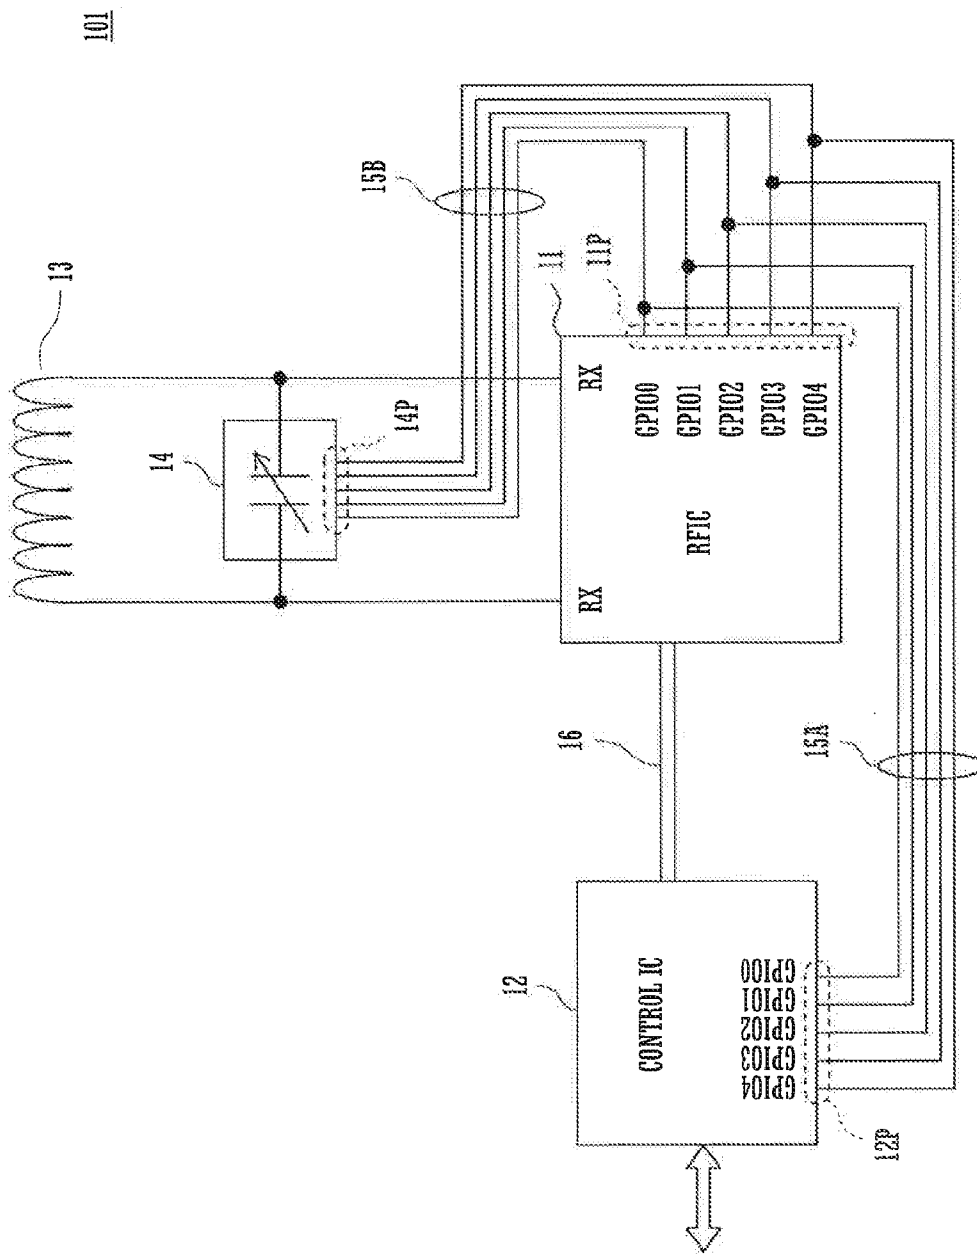 101
13
14
14P
15B
11
11P
RX
RX
RFIC
GPIO0
GPIO1
GPIO2
GPIO3
GPIO4
16
15A
12
CONTROL IC
GPIO4
GPIO3
GPIO2
GPIO1
GPIO0
12P